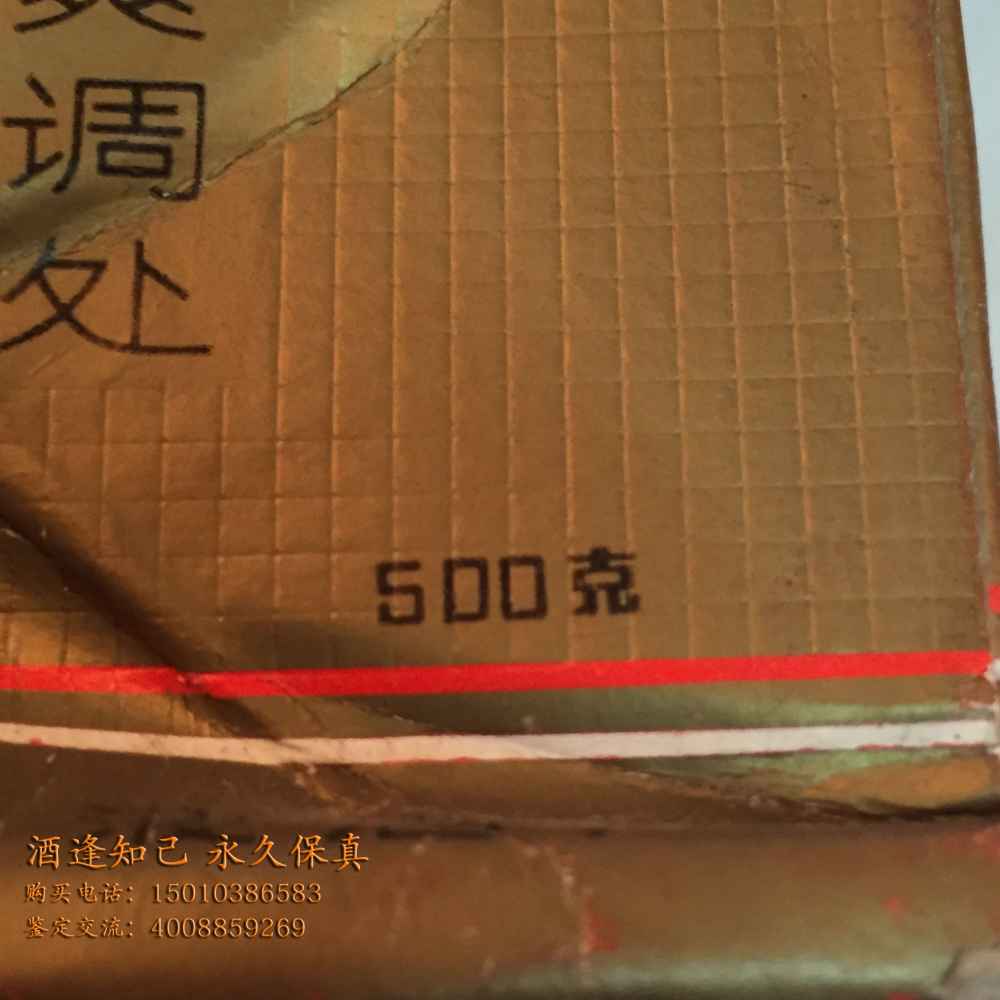 调
处
500克
酒逢知己 永久保真
购买电话：15010386583
鉴定交流：4008859269